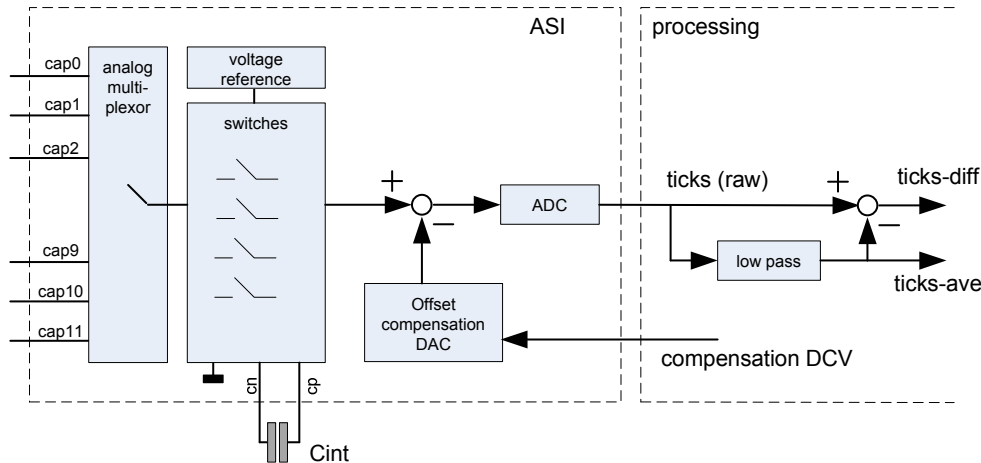 ASI
processing
cap0
cap1
cap2
cap9
cap10
cap11
analog
multi-
plexor
voltage
reference
switches
+
−
ADC
Offset
compensation
DAC
cn
cp
Cint
ticks (raw)
+
−
ticks-diff
low pass
ticks-ave
compensation DCV